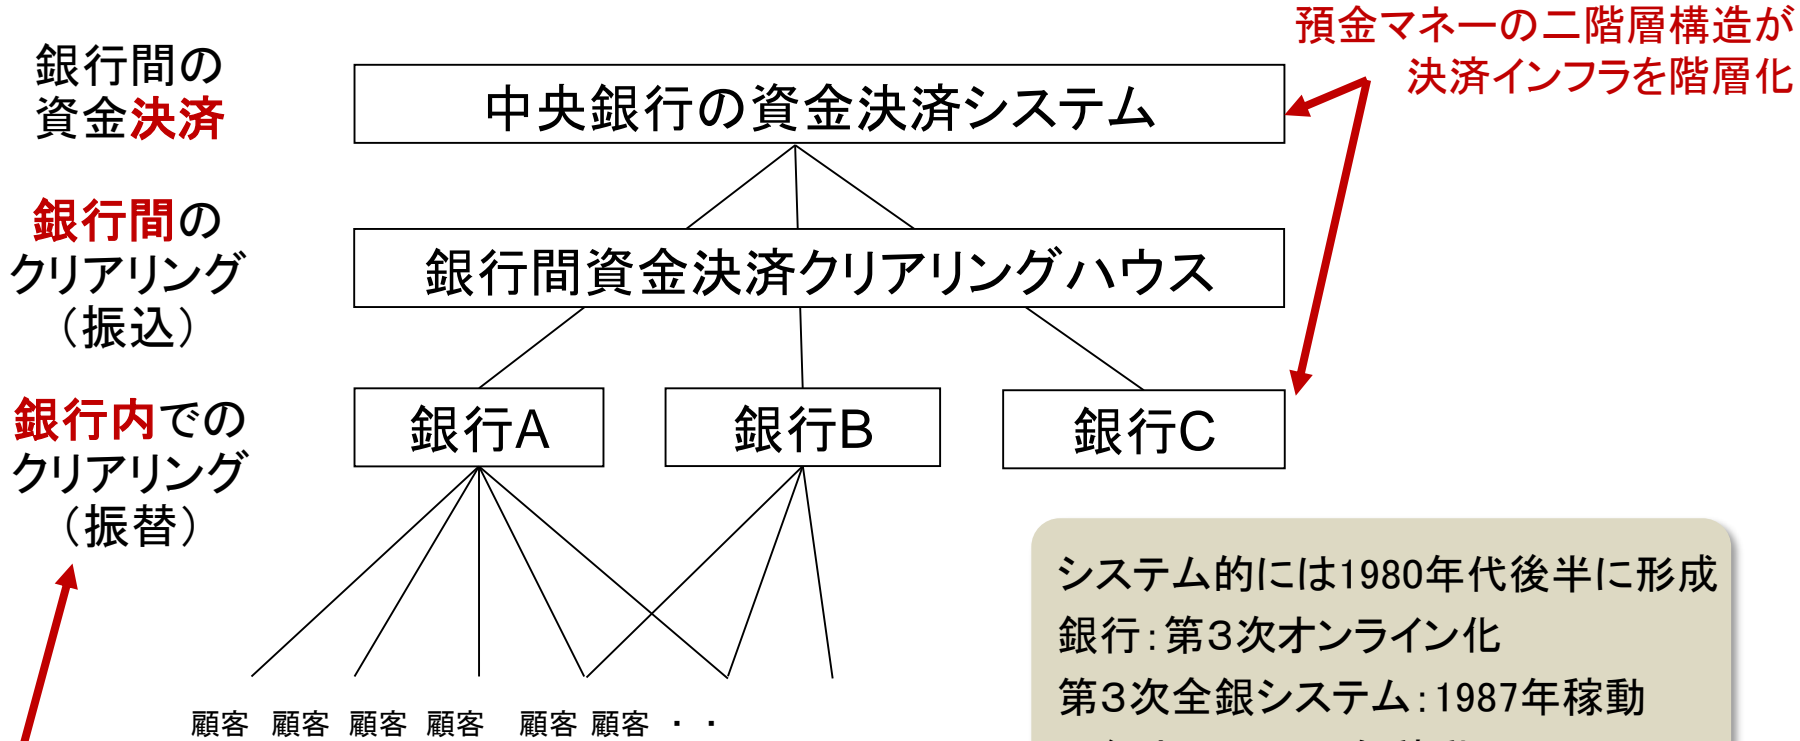 預金マネーの二階層構造が
決済インフラを階層化
銀行間の
資金決済
中央銀行の資金決済システム
銀行間の
クリアリング
（振込）
銀行間資金決済クリアリングハウス
銀行内での
クリアリング
（振替）
銀行A
銀行B
銀行C
顧客 顧客 顧客 顧客 顧客 顧客 ・ ・
システム的には1980年代後半に形成
銀行：第３次オンライン化
第３次全銀システム：1987年稼動